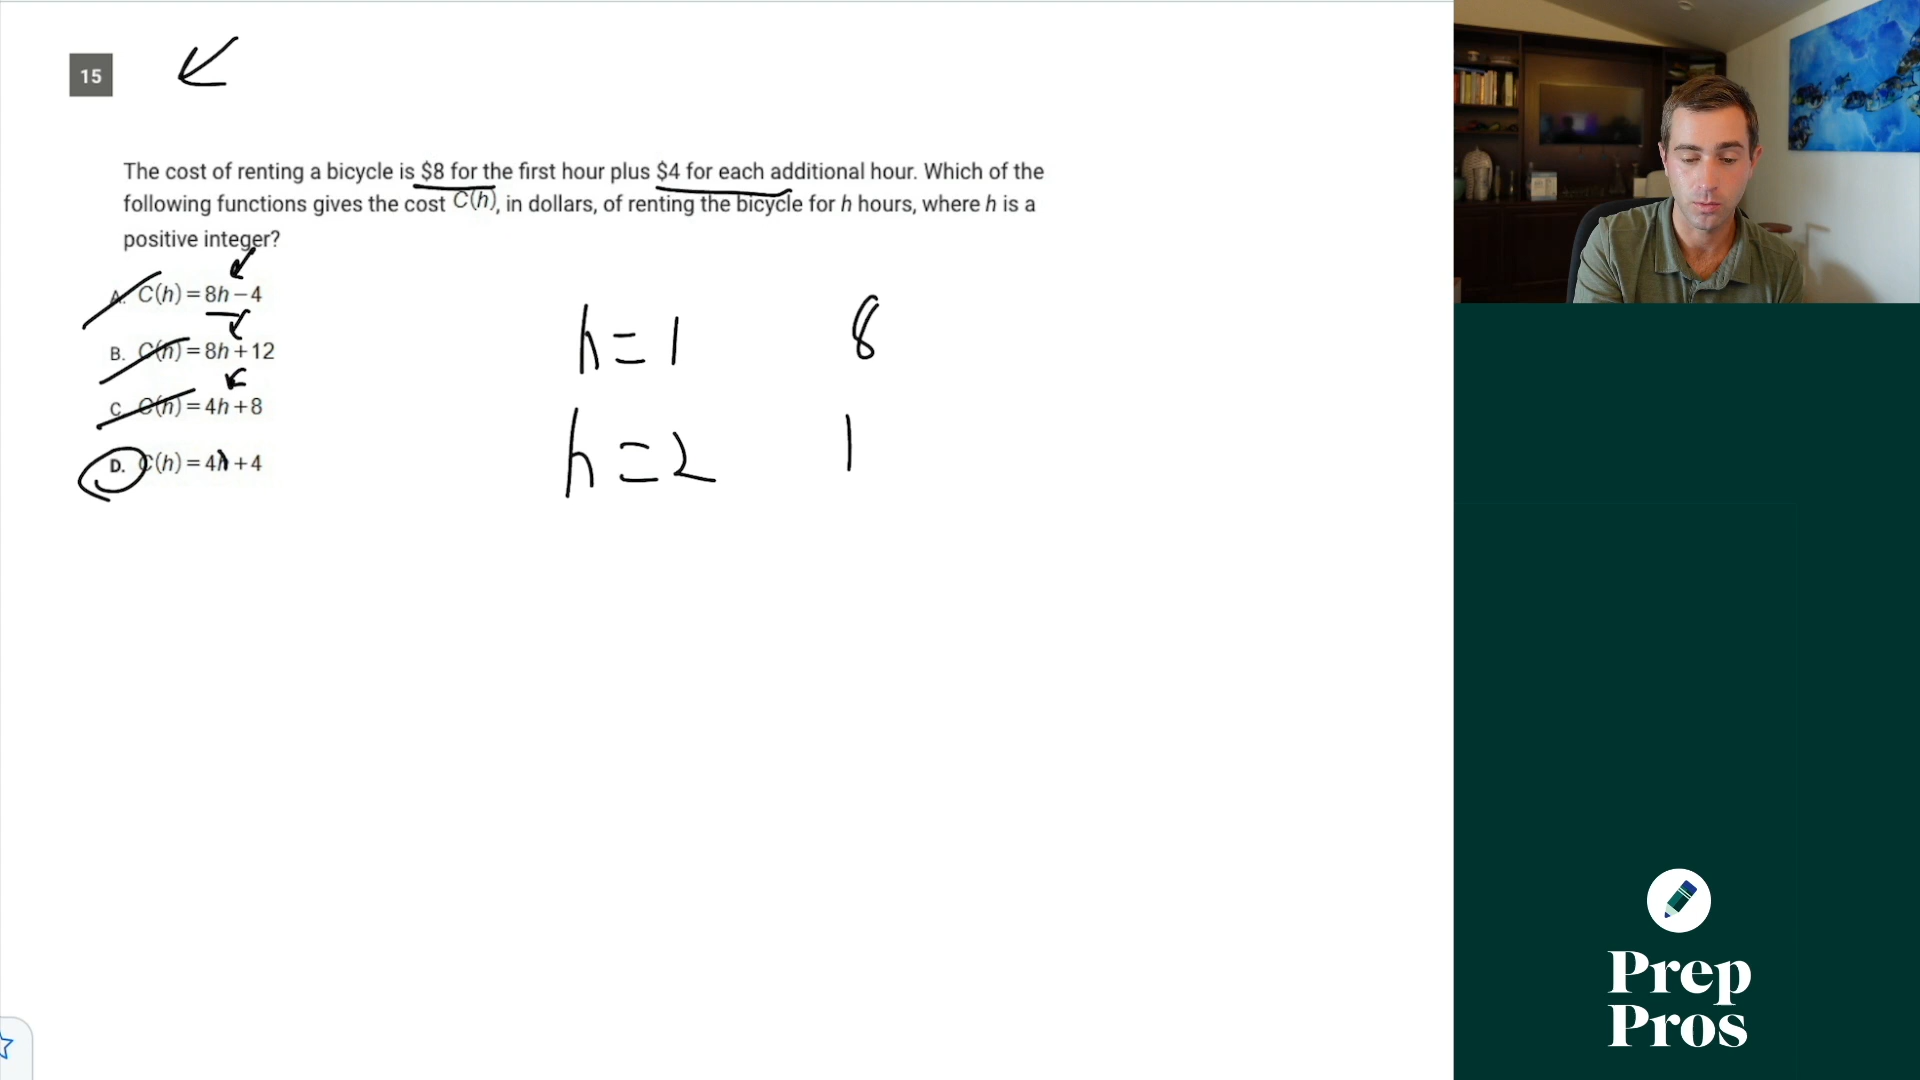 15
The cost of renting a bicycle is $8 for the first hour plus $4 for each additional hour. Which of the
following functions gives the cost C(h), in dollars, of renting the bicycle for h hours, where h is a
positive integer?
A. C(h) = 8h – 4
B. C(h) = 8h + 12
C. C(h) = 4h + 8
D. C(h) = 4h + 4
h = 1 8
h = 2 1
Prep
Pros